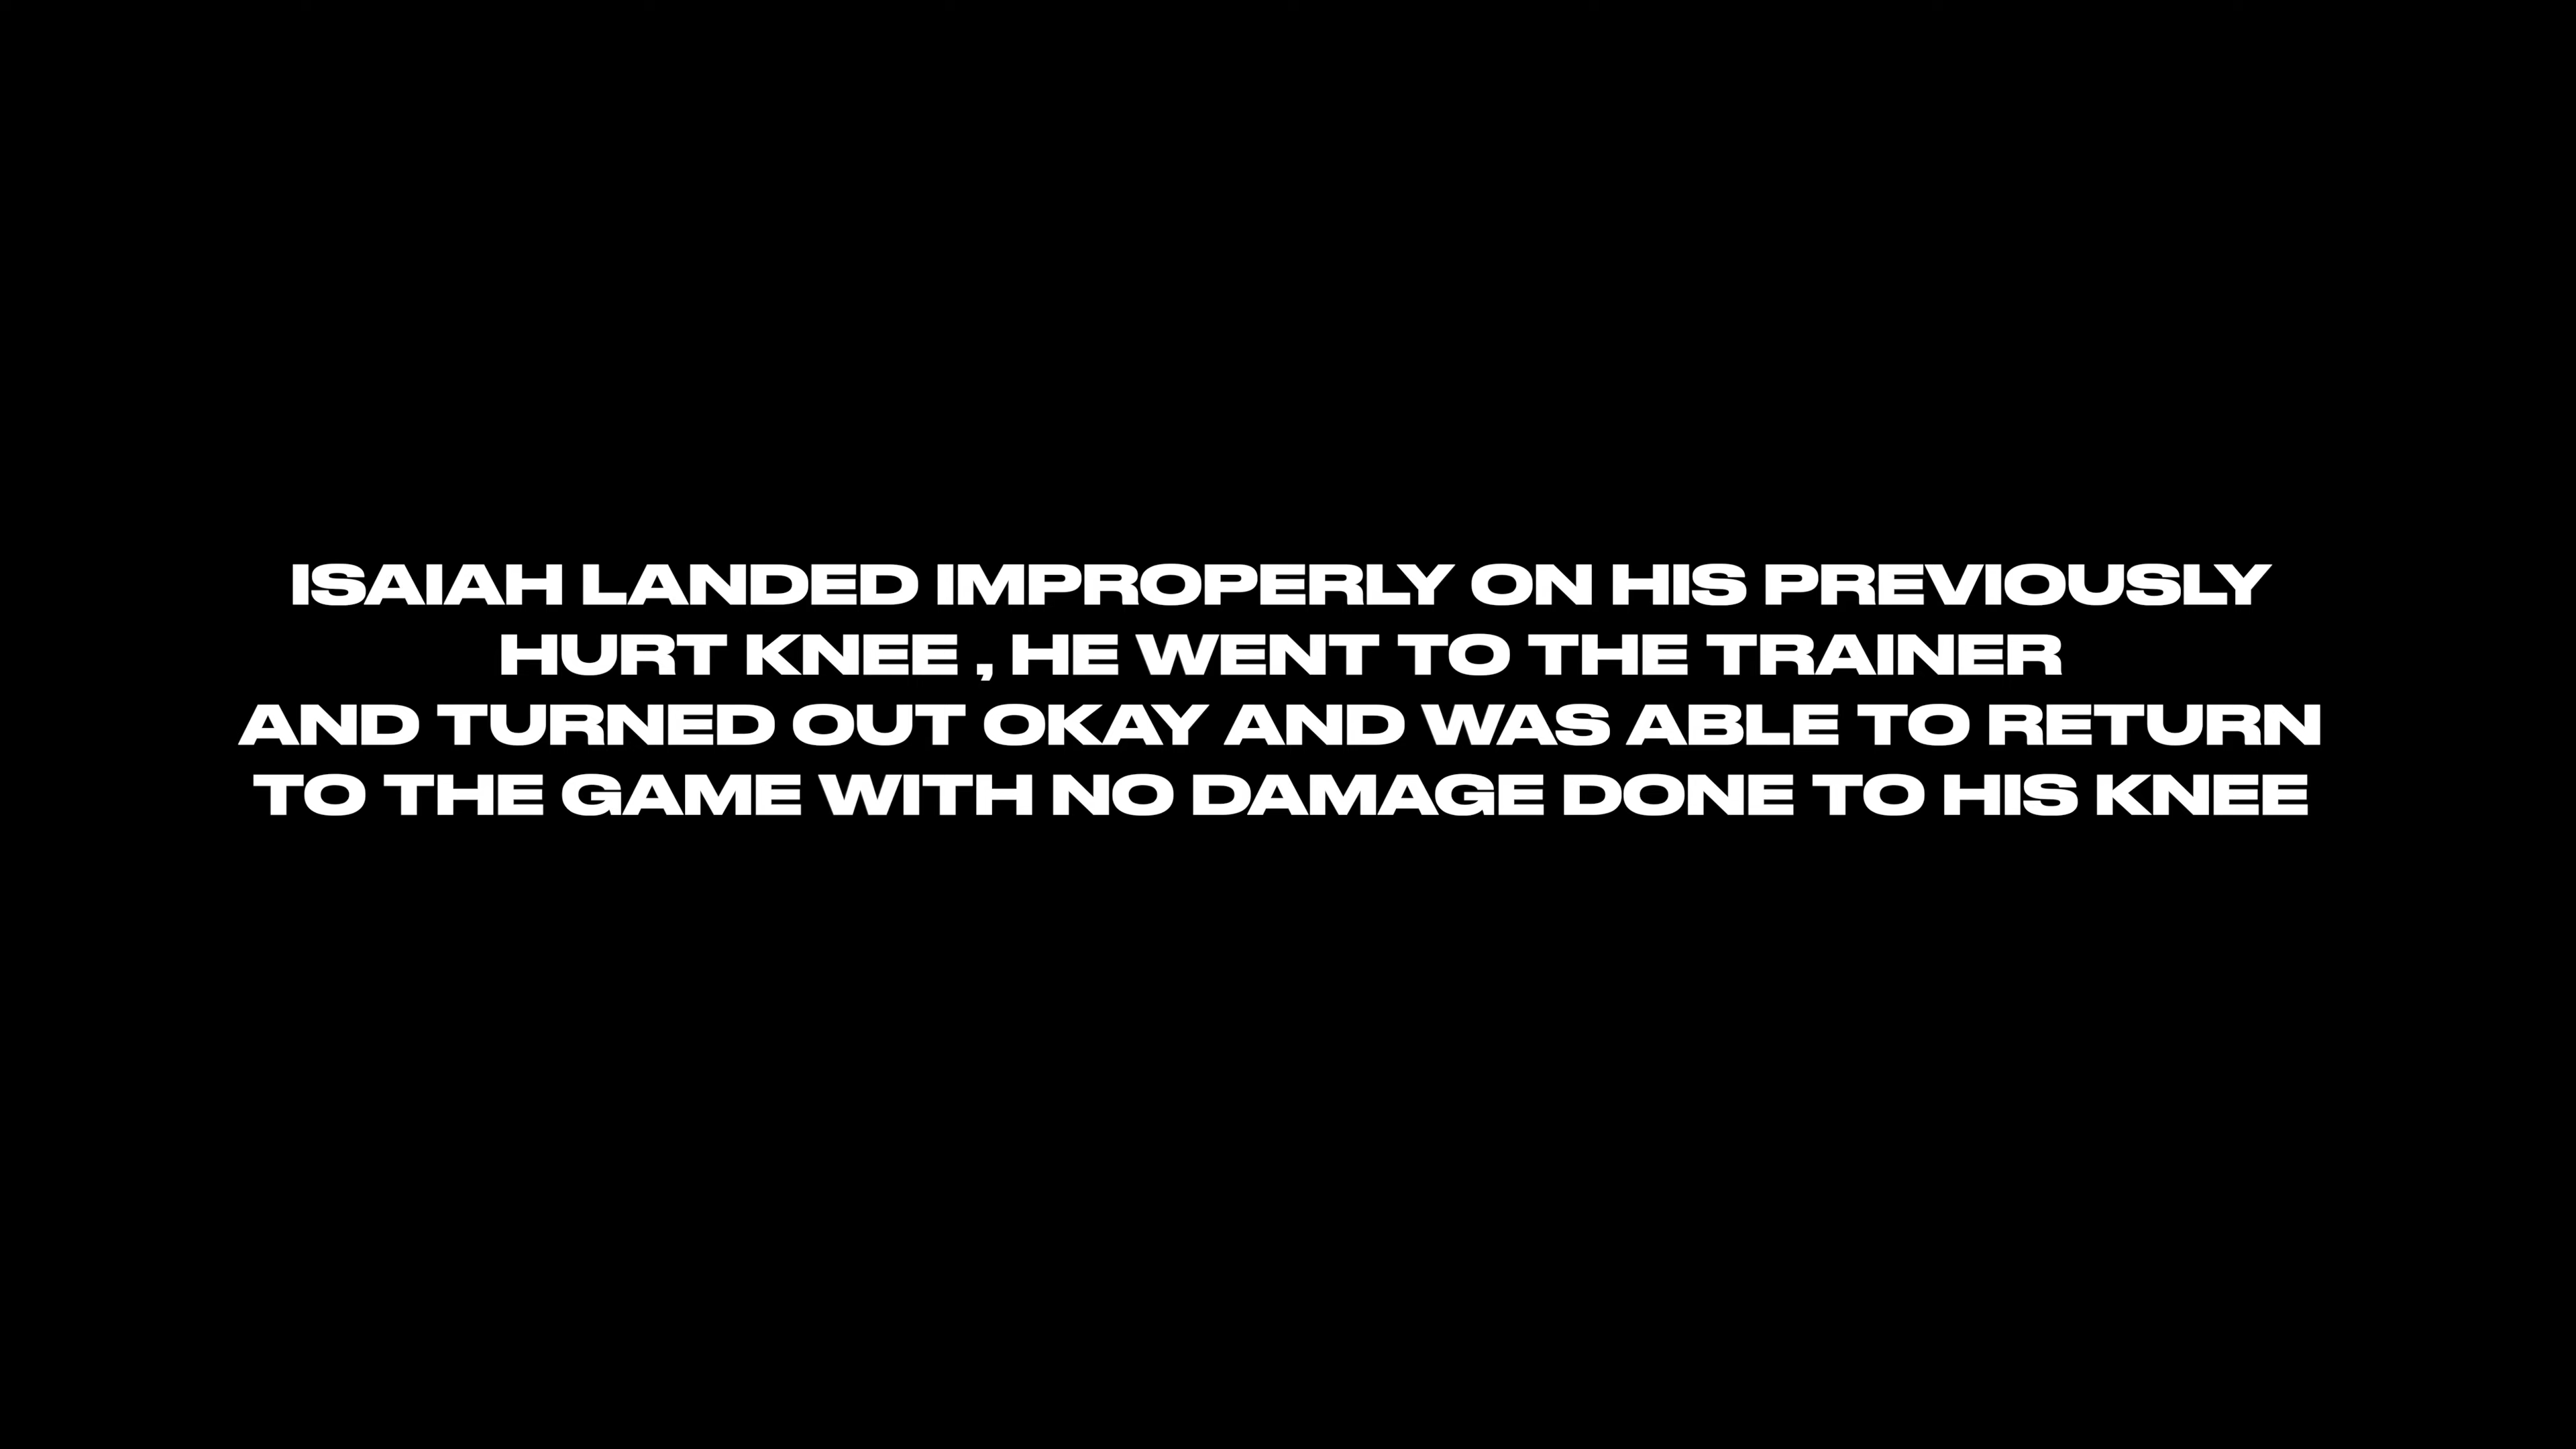 ISAIAH LANDED IMPROPERLY ON HIS PREVIOUSLY
HURT KNEE , HE WENT TO THE TRAINER
AND TURNED OUT OKAY AND WAS ABLE TO RETURN
TO THE GAME WITH NO DAMAGE DONE TO HIS KNEE